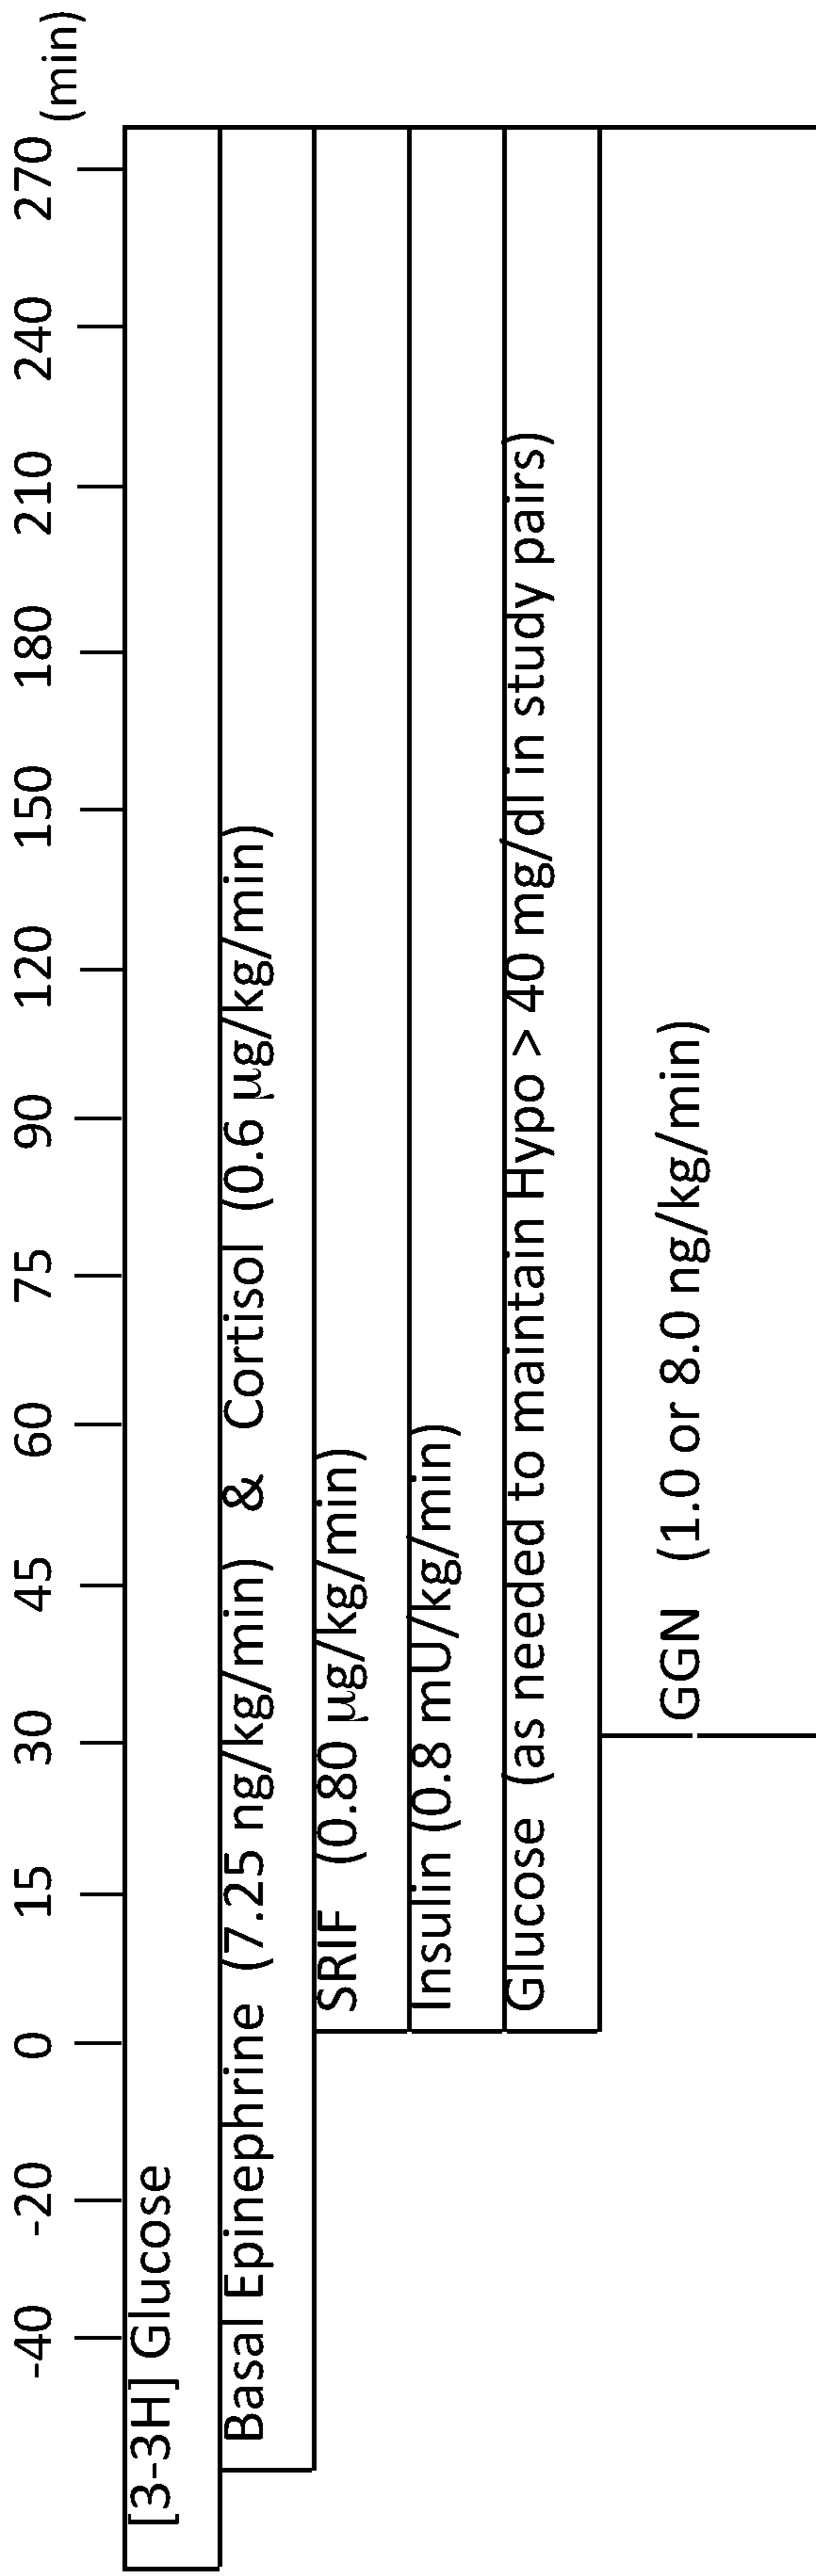 -40 -20 0 15 30 45 60 75 90 120 150 180 210 240 270 (min)
[3-3H] Glucose
Basal Epinephrine (7.25 ng/kg/min) & Cortisol (0.6 µg/kg/min)
SRIF (0.80 µg/kg/min)
Insulin (0.8 mU/kg/min)
Glucose (as needed to maintain Hypo > 40 mg/dl in study pairs)
GGN (1.0 or 8.0 ng/kg/min)